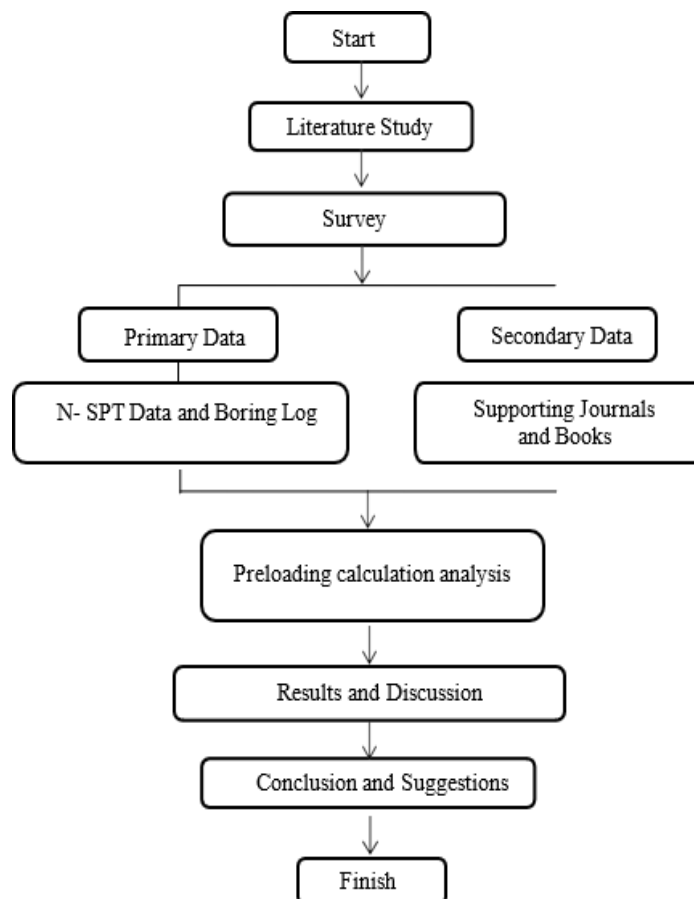 Start
Literature Study
Survey
Primary Data
Secondary Data
N- SPT Data and Boring Log
Supporting Journals
and Books
Preloading calculation analysis
Results and Discussion
Conclusion and Suggestions
Finish